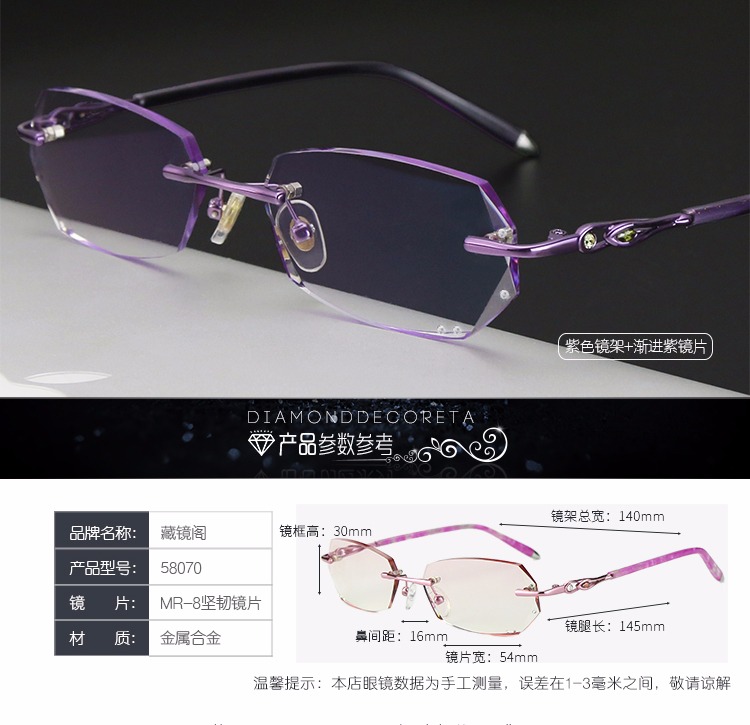 紫色镜架+渐进紫镜片
DIAMONDDECORETA
产品参数参考
品牌名称: 藏镜阁
产品型号: 58070
镜 片: MR-8坚韧镜片
材 质: 金属合金
镜框高: 30mm
镜架总宽: 140mm
鼻间距: 16mm
镜腿长: 145mm
镜片宽: 54mm
温馨提示: 本店眼镜数据为手工测量, 误差在1-3毫米之间, 敬请谅解